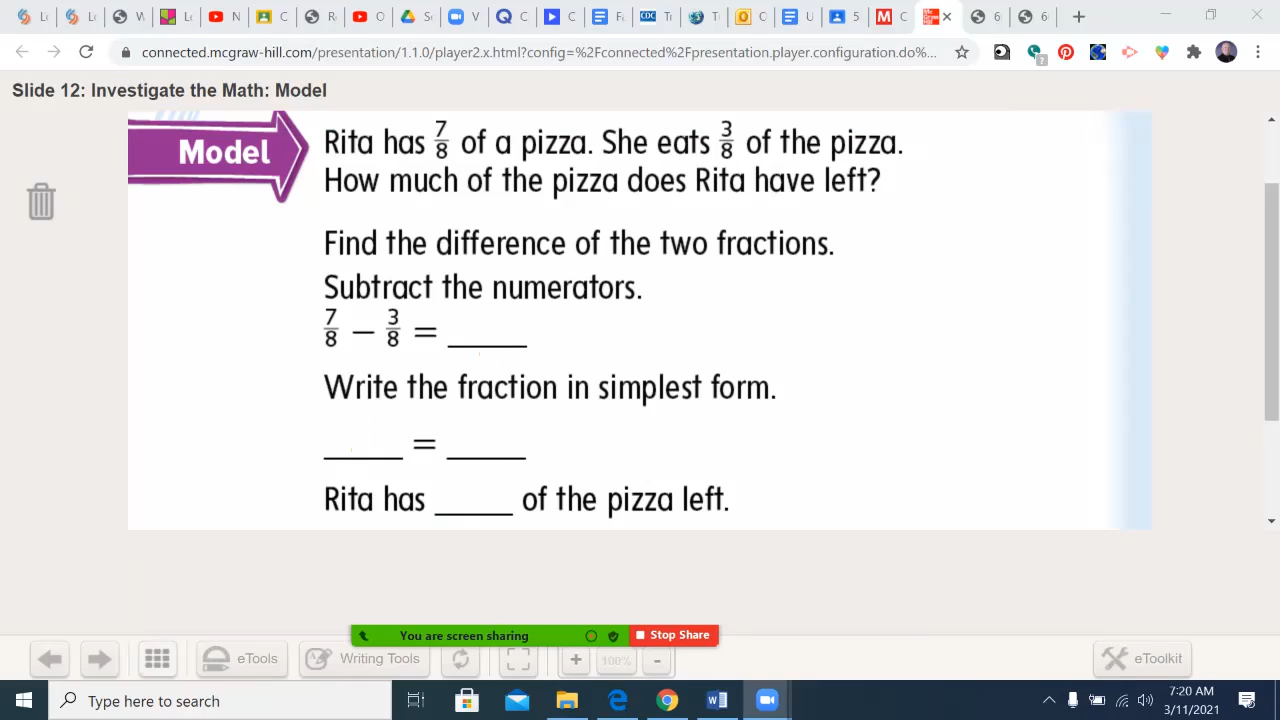 connected.mcgraw-hill.com/presentation/1.1.0/player2.x.html?config=%2Fconnected%2Fpresentation.player.configuration.do%...
Slide 12: Investigate the Math: Model
Model
Rita has 7/8 of a pizza. She eats 3/8 of the pizza.
How much of the pizza does Rita have left?
Find the difference of the two fractions.
Subtract the numerators.
7/8 − 3/8 = _____
Write the fraction in simplest form.
_____ = _____
Rita has _____ of the pizza left.
You are screen sharing Stop Share
eTools Writing Tools + 100% - eToolkit
Type here to search
7:20 AM
3/11/2021